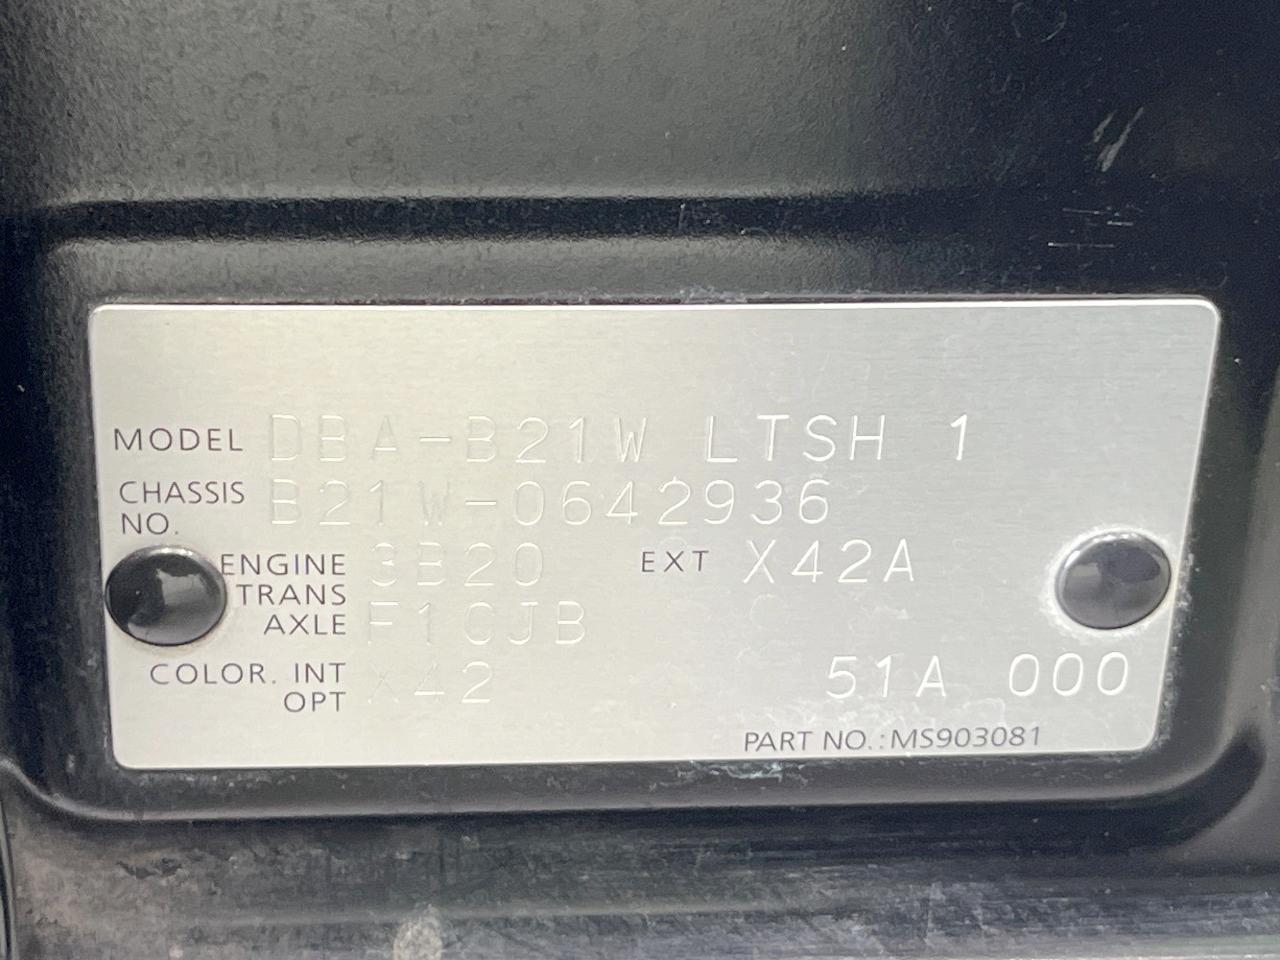 MODEL DBA-B21W LTSH 1
CHASSIS NO. B21W-0642936
ENGINE 3B20 EXT X42A
TRANS AXLE F1CJB
COLOR. INT OPT X42 51A 000
PART NO.:MS903081